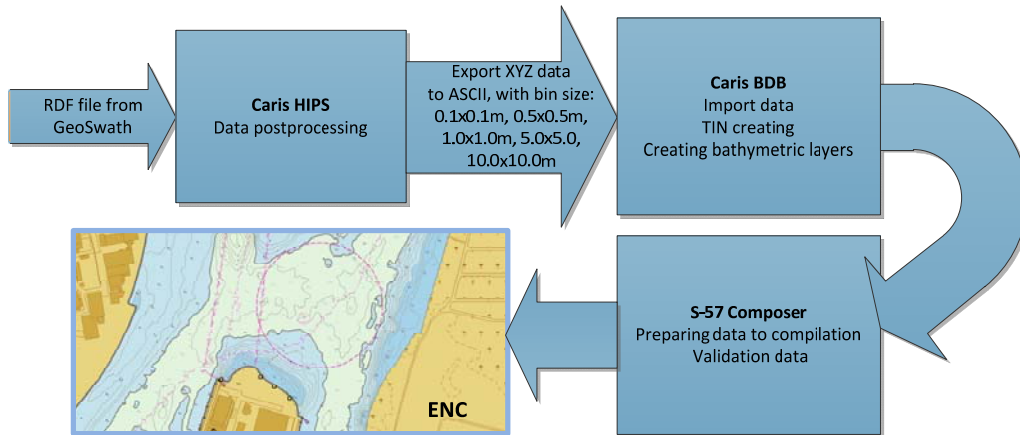 RDF file from
GeoSwath
Caris HIPS
Data postprocessing
Export XYZ data
to ASCII, with bin size:
0.1x0.1m, 0.5x0.5m,
1.0x1.0m, 5.0x5.0,
10.0x10.0m
Caris BDB
Import data
TIN creating
Creating bathymetric layers
S-57 Composer
Preparing data to compilation
Validation data
ENC